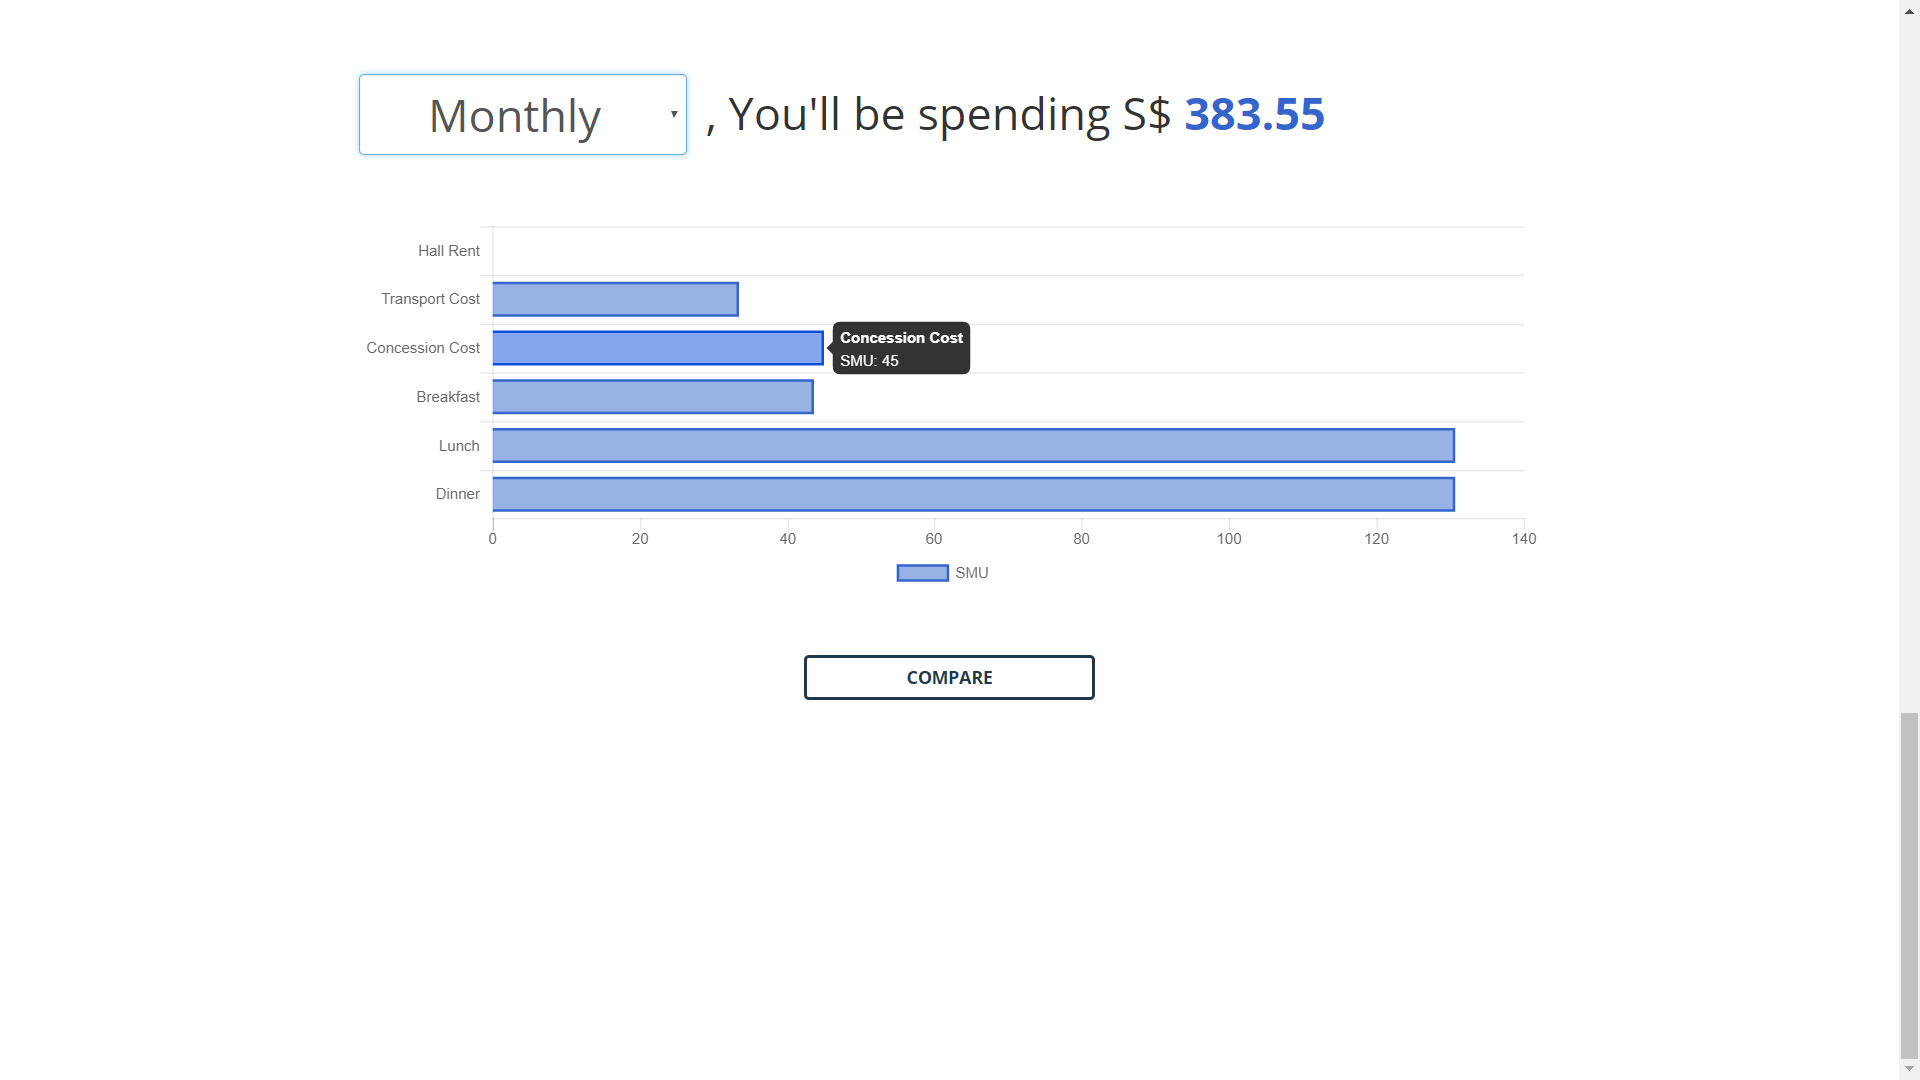 Monthly , You'll be spending S$ 383.55
Hall Rent
Transport Cost
Concession Cost
Concession Cost
SMU: 45
Breakfast
Lunch
Dinner
0 20 40 60 80 100 120 140
SMU
COMPARE